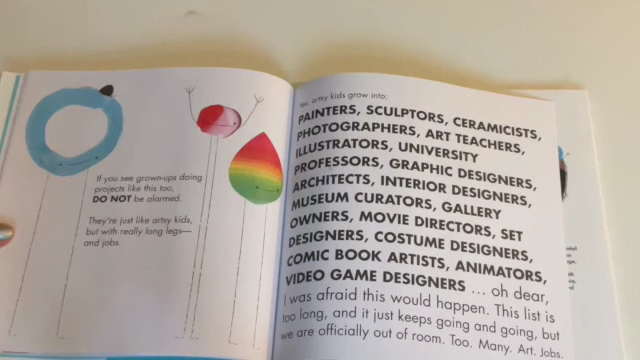 If you see grown-ups doing
projects like this too,
DO NOT be alarmed.
They're just like artsy kids,
but with really long legs—
and jobs.
Yes, artsy kids grow into:
PAINTERS, SCULPTORS, CERAMICISTS,
PHOTOGRAPHERS, ART TEACHERS,
ILLUSTRATORS, UNIVERSITY
PROFESSORS, GRAPHIC DESIGNERS,
ARCHITECTS, INTERIOR DESIGNERS,
MUSEUM CURATORS, GALLERY
OWNERS, MOVIE DIRECTORS, SET
DESIGNERS, COSTUME DESIGNERS,
COMIC BOOK ARTISTS, ANIMATORS,
VIDEO GAME DESIGNERS ... oh dear,
I was afraid this would happen. This list is
too long, and it just keeps going and going, but
we are officially out of room. Too. Many. Art. Jobs.